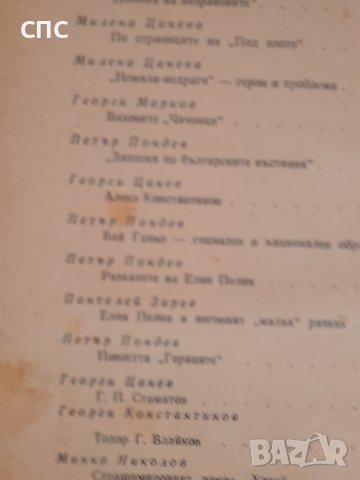 спс
Милена Цанева
По страниците на „Под игото“
Милена Цанева
„Немили-недраги“ — герои и проблеми
Георги Марков
Вазовите „Чичовци“
Петър Пондев
„Записки по българските въстания“
Георги Цанев
Алеко Константинов
Петър Пондев
Бай Ганьо — социален и национален обр
Петър Пондев
Разказите на Елин Пелин
Пантелей Зарев
Елин Пелин и неговият „малък“ разказ
Петър Пондев
Повестта „Гераците“
Георги Цанев
Г. П. Стаматов
Георги Константинов
Тодор Г. Влайков
Минко Николов
BAZAR
bg